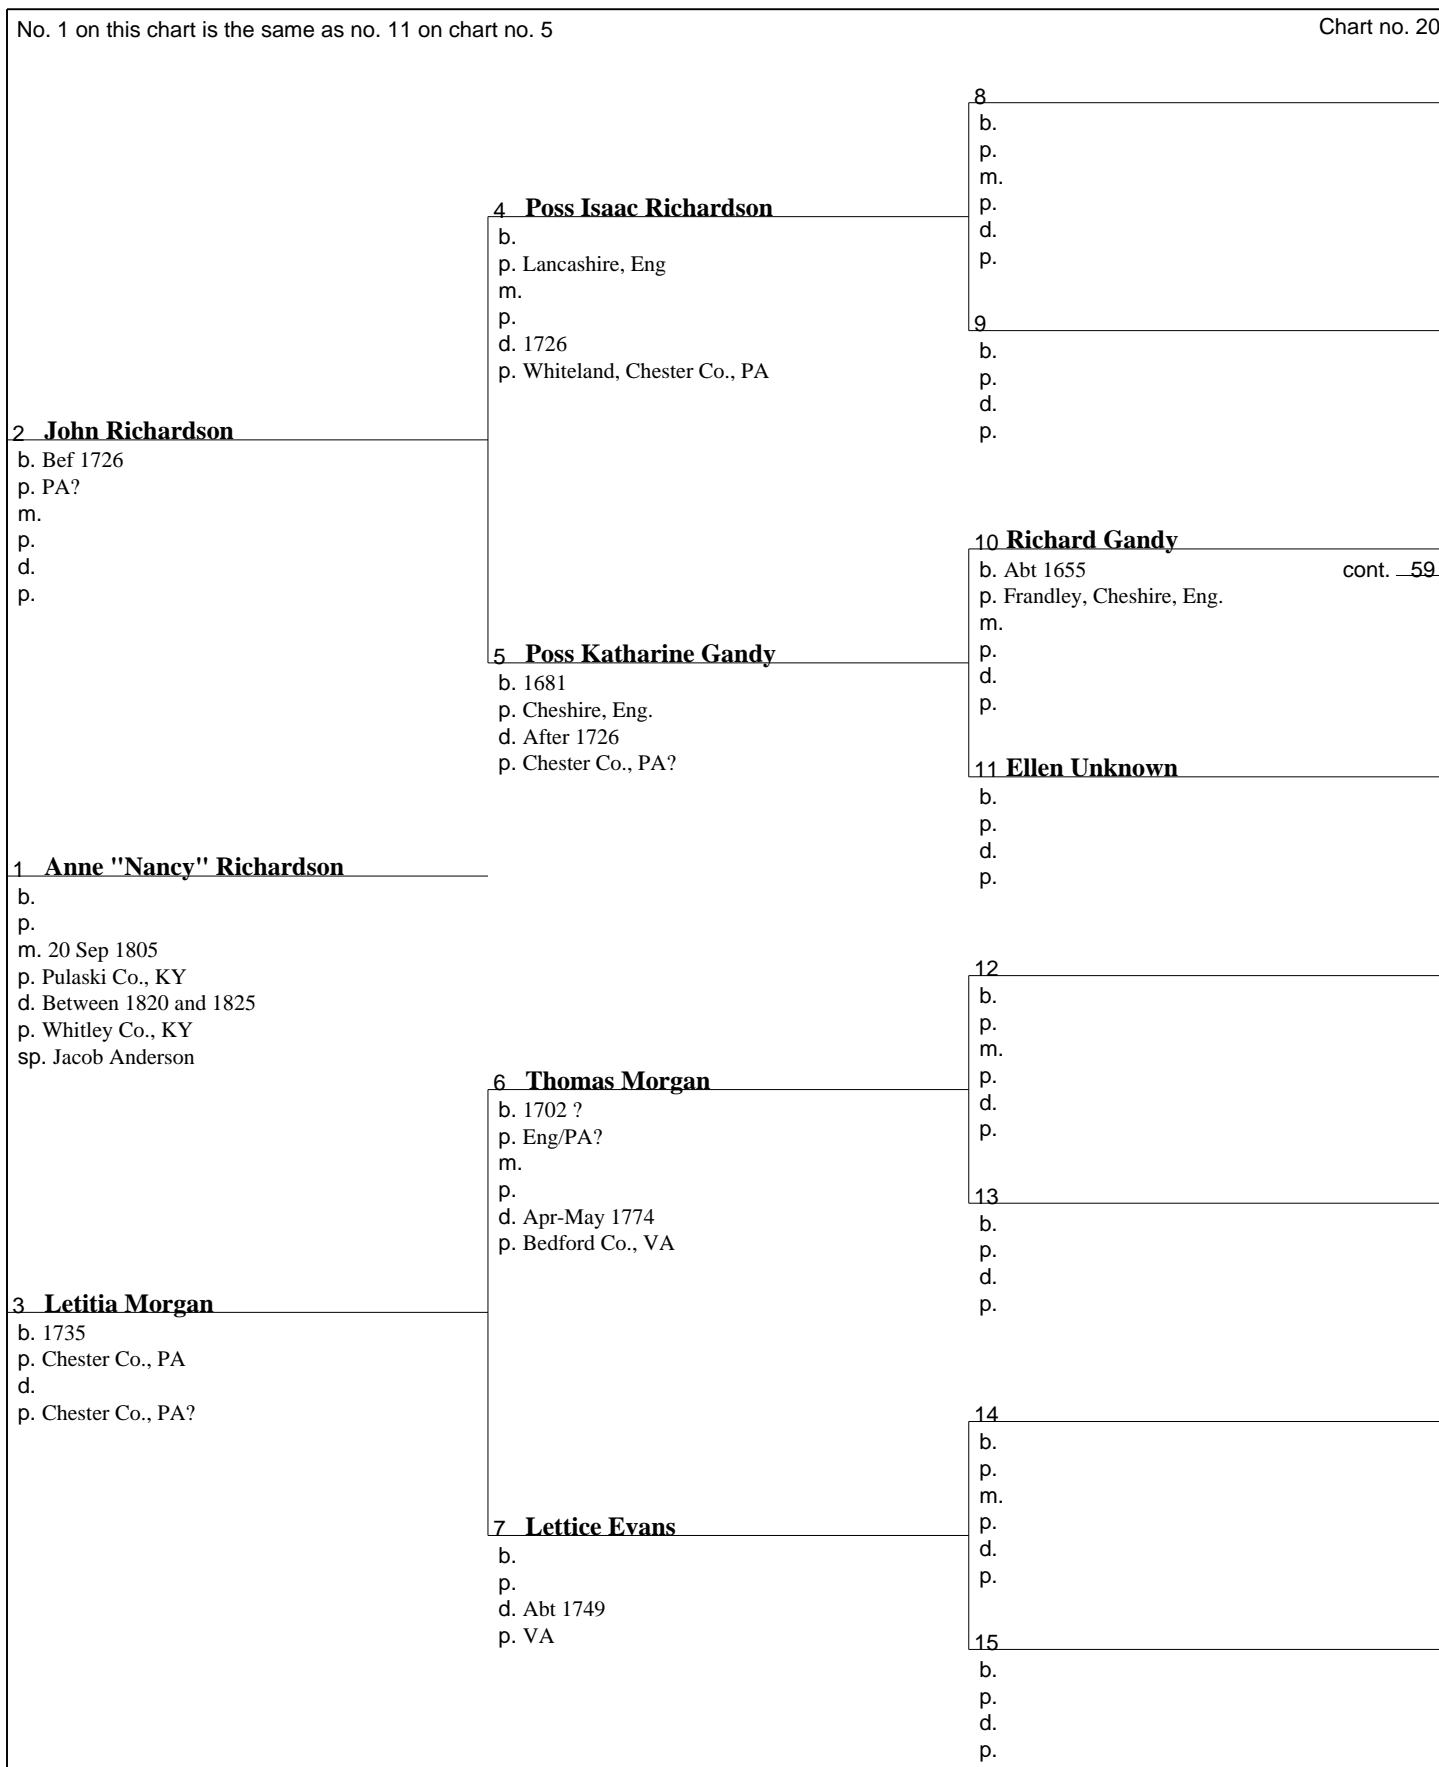 No. 1 on this chart is the same as no. 11 on chart no. 5
Chart no. 20
8
b.
p.
m.
p.
d.
p.
4 Poss Isaac Richardson
b.
p. Lancashire, Eng
m.
p.
d. 1726
p. Whiteland, Chester Co., PA
9
b.
p.
d.
p.
2 John Richardson
b. Bef 1726
p. PA?
m.
p.
d.
p.
10 Richard Gandy
b. Abt 1655 cont. 59
p. Frandley, Cheshire, Eng.
m.
p.
d.
p.
5 Poss Katharine Gandy
b. 1681
p. Cheshire, Eng.
d. After 1726
p. Chester Co., PA?
11 Ellen Unknown
b.
p.
d.
p.
1 Anne "Nancy" Richardson
b.
p.
m. 20 Sep 1805
p. Pulaski Co., KY
d. Between 1820 and 1825
p. Whitley Co., KY
sp. Jacob Anderson
12
b.
p.
m.
p.
d.
p.
6 Thomas Morgan
b. 1702 ?
p. Eng/PA?
m.
p.
d. Apr-May 1774
p. Bedford Co., VA
13
b.
p.
d.
p.
3 Letitia Morgan
b. 1735
p. Chester Co., PA
d.
p. Chester Co., PA?
14
b.
p.
m.
p.
d.
p.
7 Lettice Evans
b.
p.
d. Abt 1749
p. VA
15
b.
p.
d.
p.